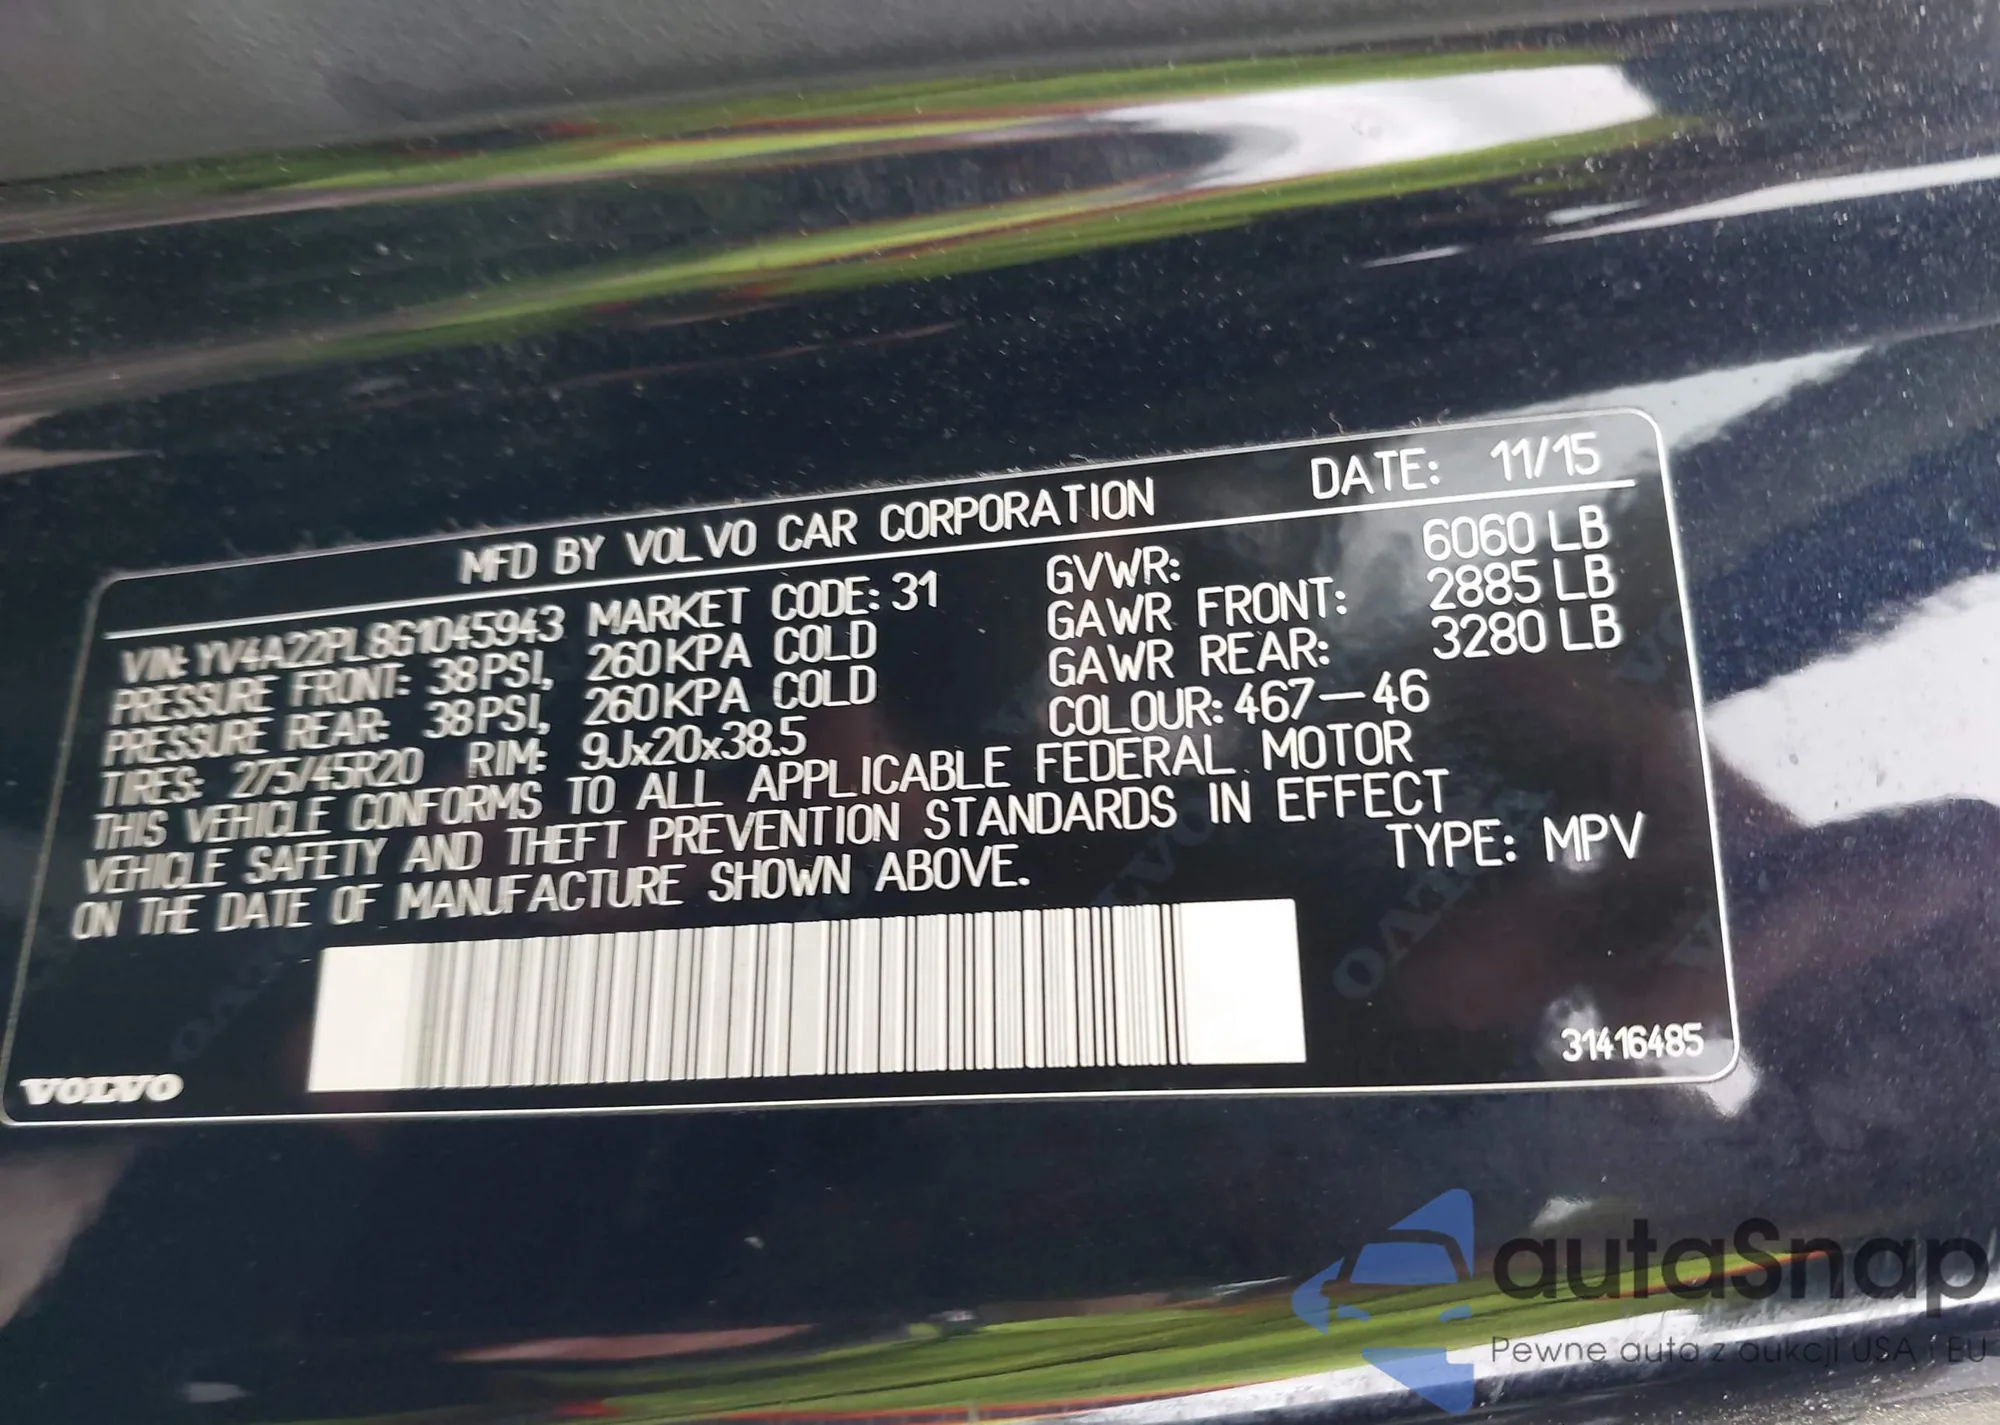 MFD BY VOLVO CAR CORPORATION DATE: 11/15
VIN: YV4A22PL8G1045943 MARKET CODE: 31 GVWR: 6060 LB
PRESSURE FRONT: 38PSI, 260KPA COLD GAWR FRONT: 2885 LB
PRESSURE REAR: 38PSI, 260KPA COLD GAWR REAR: 3280 LB
TIRES: 275/45R20 RIM: 9Jx20x38.5 COLOUR: 467-46
THIS VEHICLE CONFORMS TO ALL APPLICABLE FEDERAL MOTOR
VEHICLE SAFETY AND THEFT PREVENTION STANDARDS IN EFFECT
ON THE DATE OF MANUFACTURE SHOWN ABOVE. TYPE: MPV
31416485
VOLVO
autaSnap
Pewne auta z aukcji USA i EU